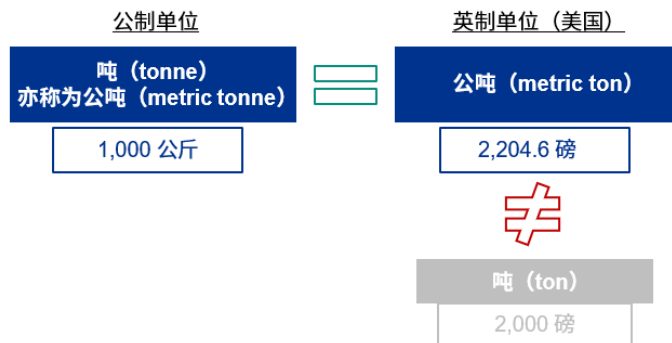 公制单位
英制单位（美国）
吨（tonne）
亦称为公吨（metric tonne）
公吨（metric ton）
1,000 公斤
2,204.6 磅
≠
吨（ton）
2,000 磅